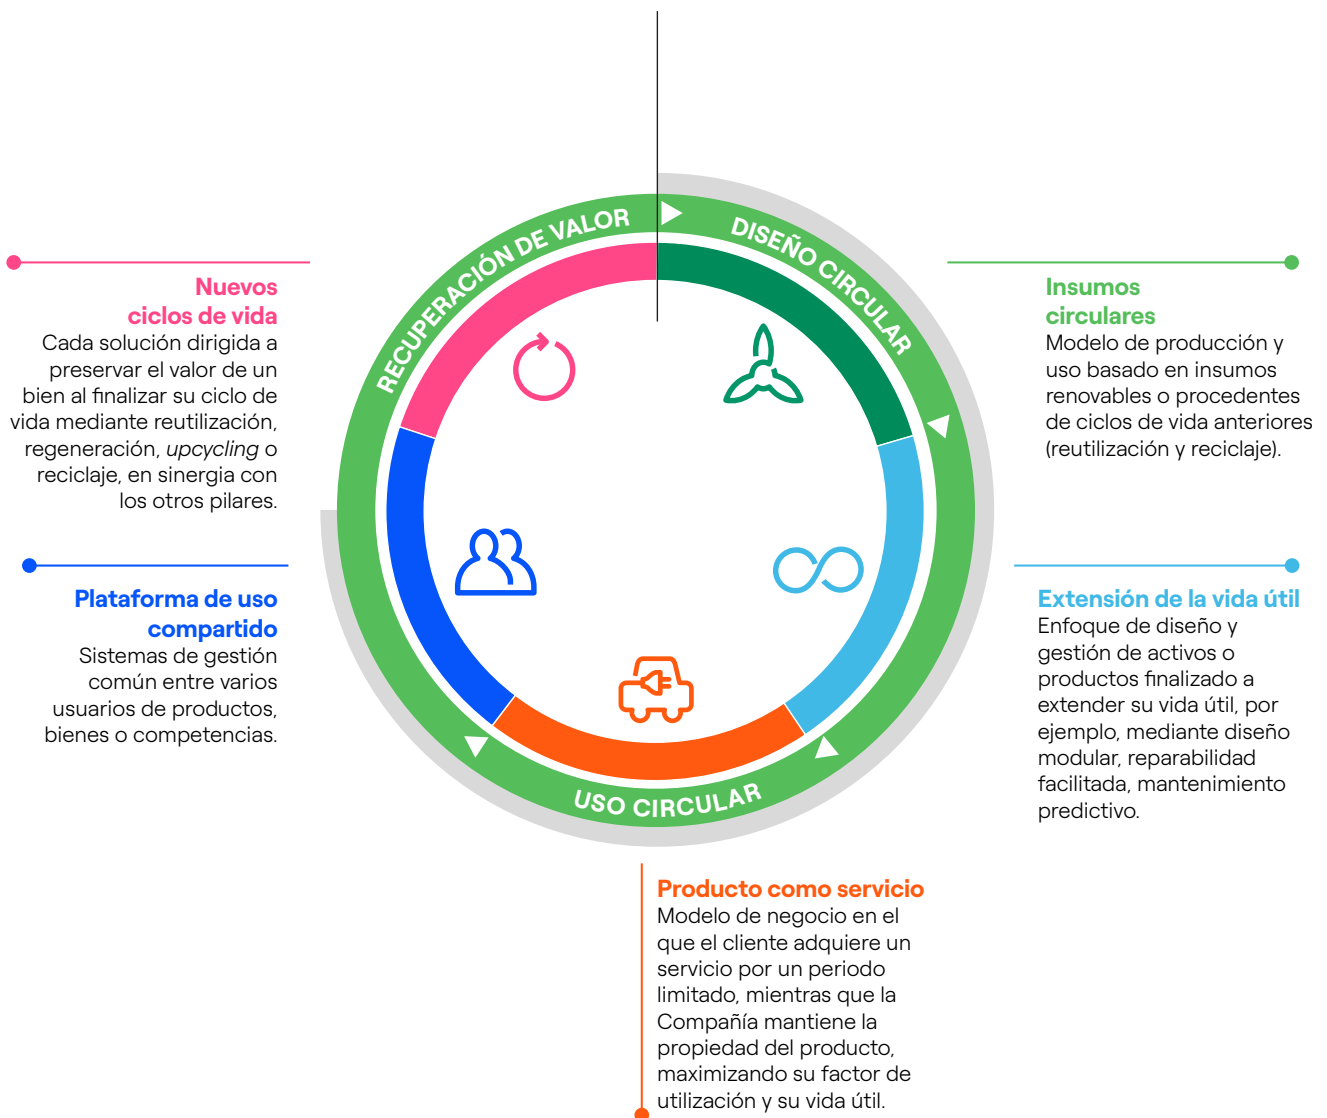 RECUPERACIÓN DE VALOR
DISEÑO CIRCULAR
USO CIRCULAR
Nuevos
ciclos de vida
Cada solución dirigida a
preservar el valor de un
bien al finalizar su ciclo de
vida mediante reutilización,
regeneración, upcycling o
reciclaje, en sinergia con
los otros pilares.
Insumos
circulares
Modelo de producción y
uso basado en insumos
renovables o procedentes
de ciclos de vida anteriores
(reutilización y reciclaje).
Plataforma de uso
compartido
Sistemas de gestión
común entre varios
usuarios de productos,
bienes o competencias.
Extensión de la vida útil
Enfoque de diseño y
gestión de activos o
productos finalizado a
extender su vida útil, por
ejemplo, mediante diseño
modular, reparabilidad
facilitada, mantenimiento
predictivo.
Producto como servicio
Modelo de negocio en el
que el cliente adquiere un
servicio por un periodo
limitado, mientras que la
Compañía mantiene la
propiedad del producto,
maximizando su factor de
utilización y su vida útil.